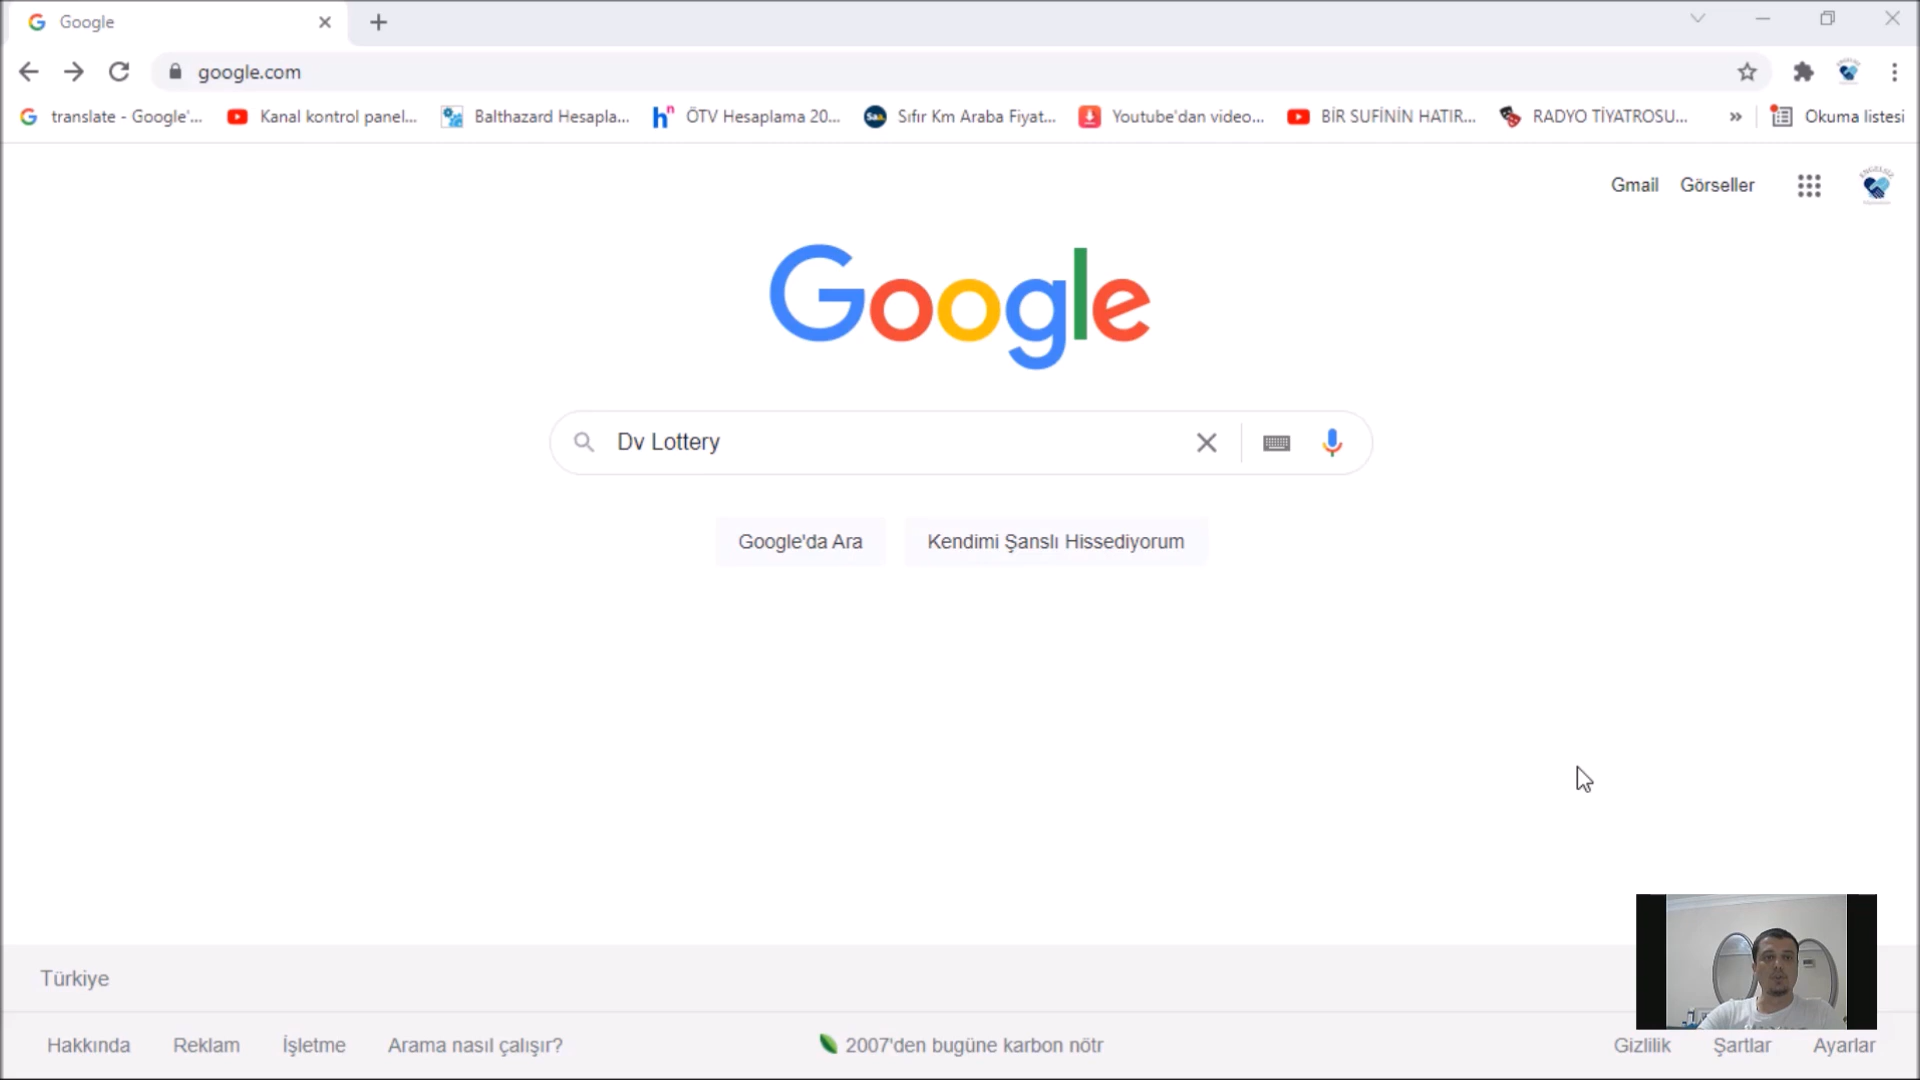 Google
google.com
translate - Google'... Kanal kontrol panel... Balthazard Hesapla... ÖTV Hesaplama 20... Sıfır Km Araba Fiyat... Youtube'dan video... BİR SUFİNİN HATIR... RADYO TİYATROSU... » Okuma listesi
Gmail Görseller
Google
Dv Lottery
Google'da Ara Kendimi Şanslı Hissediyorum
Türkiye
Hakkında Reklam İşletme Arama nasıl çalışır? 2007'den bugüne karbon nötr Gizlilik Şartlar Ayarlar